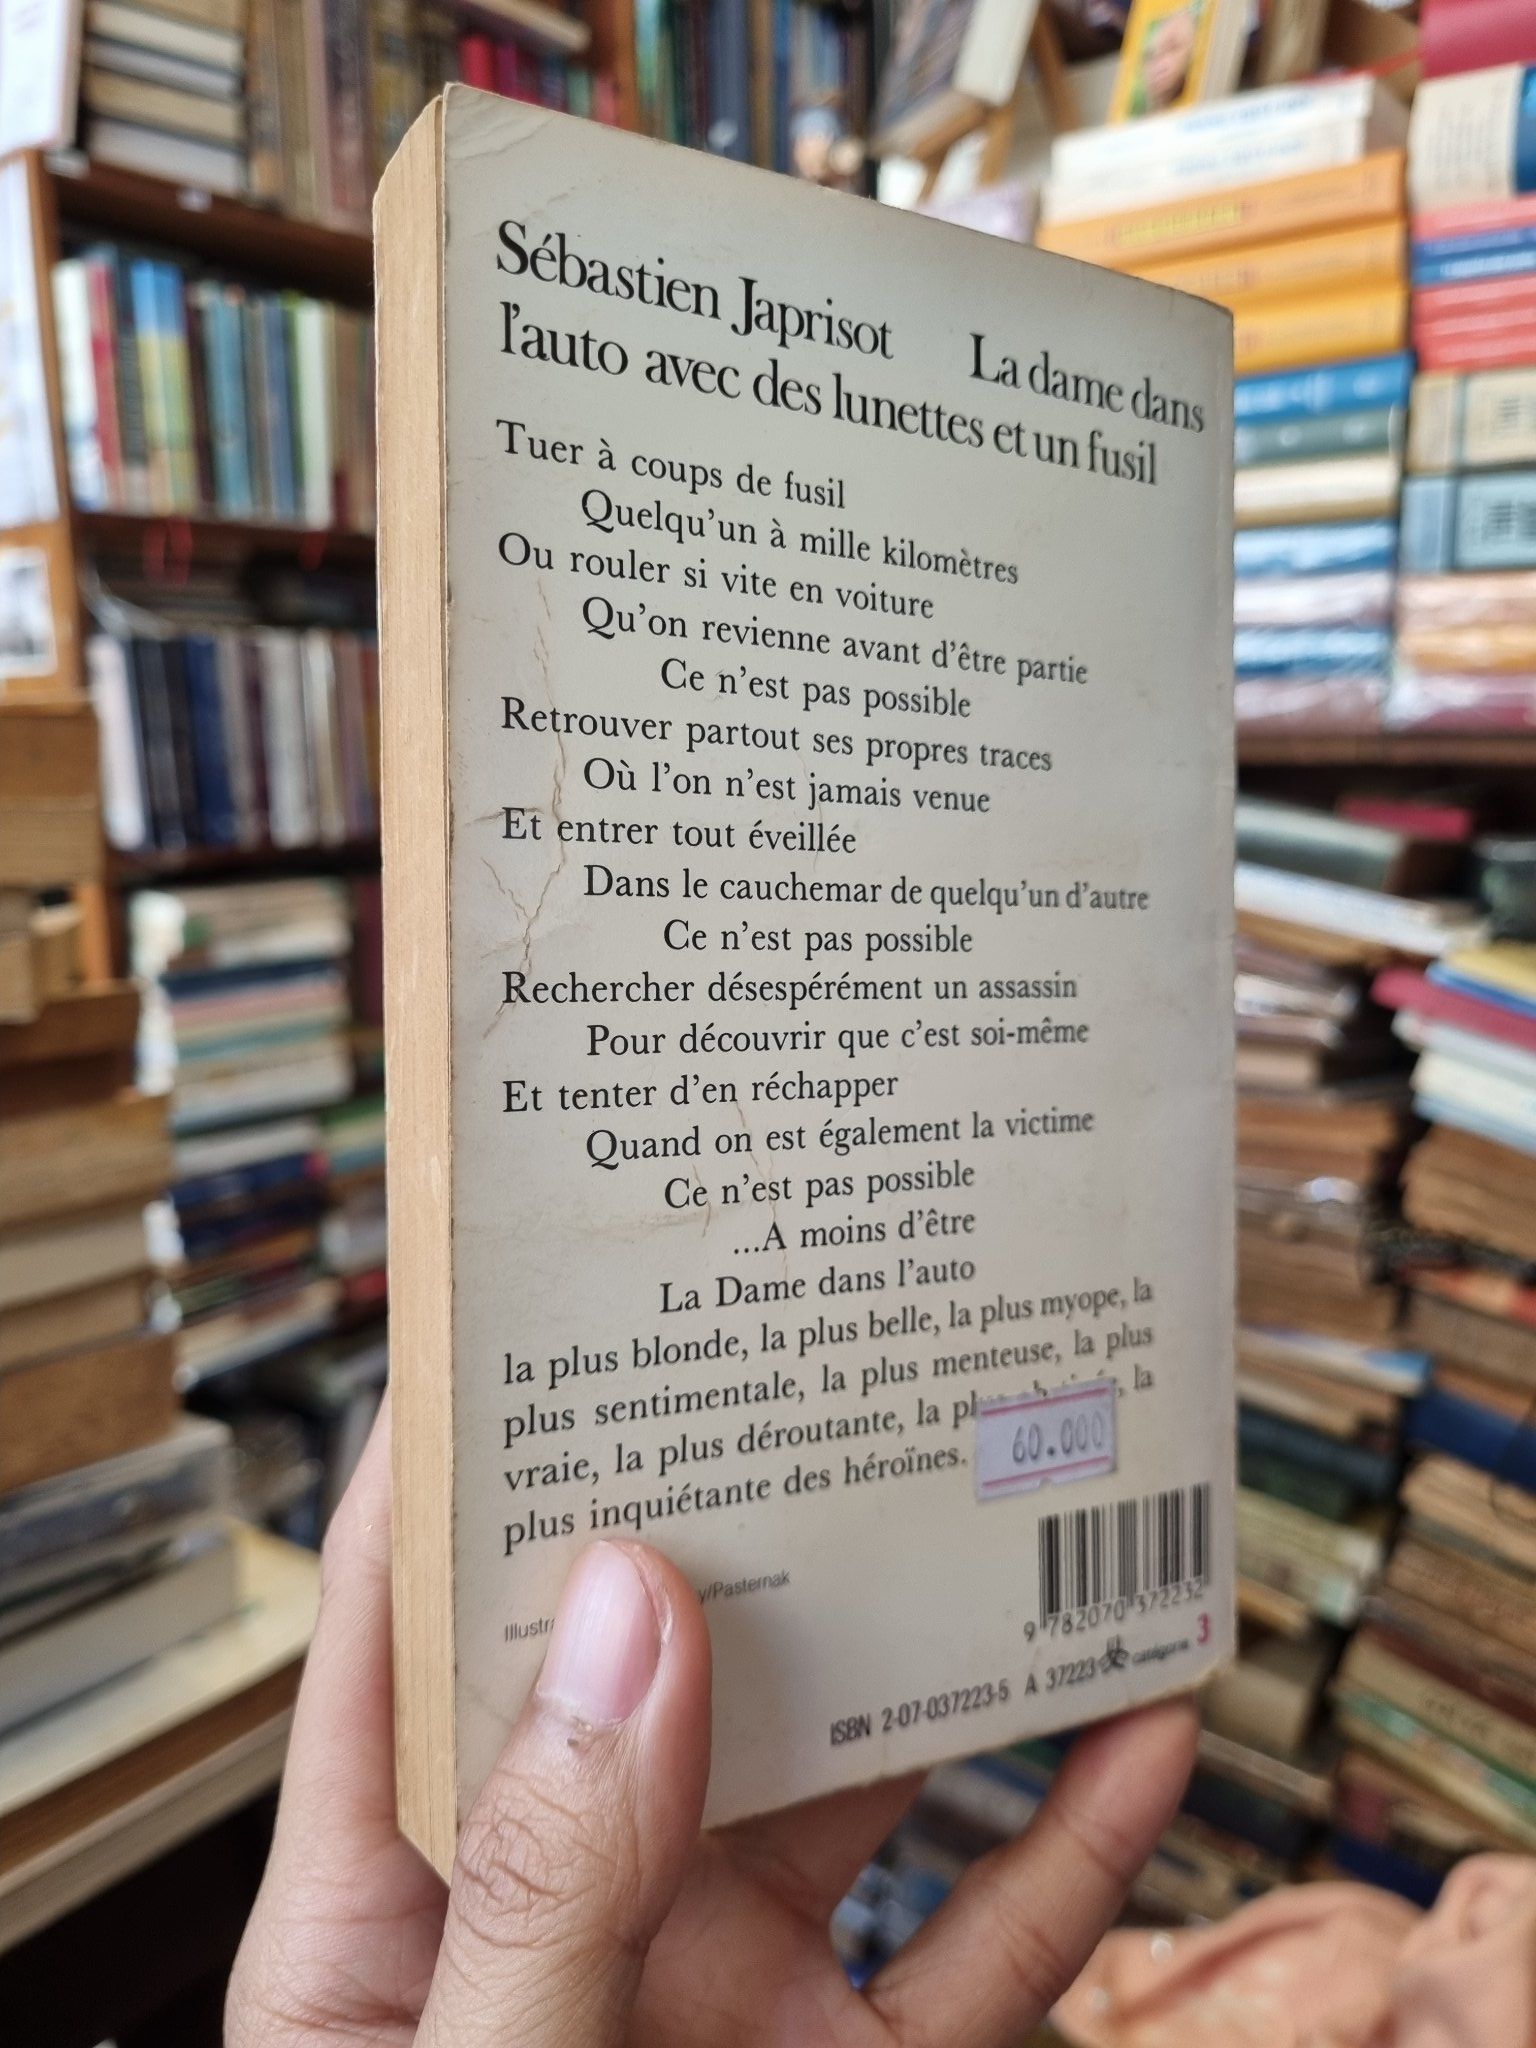 Sébastien Japrisot La dame dans
l'auto avec des lunettes et un fusil
Tuer à coups de fusil
Quelqu'un à mille kilomètres
Ou rouler si vite en voiture
Qu'on revienne avant d'être partie
Ce n'est pas possible
Retrouver partout ses propres traces
Où l'on n'est jamais venue
Et entrer tout éveillée
Dans le cauchemar de quelqu'un d'autre
Ce n'est pas possible
Rechercher désespérément un assassin
Pour découvrir que c'est soi-même
Et tenter d'en réchapper
Quand on est également la victime
Ce n'est pas possible
...A moins d'être
La Dame dans l'auto
la plus blonde, la plus belle, la plus myope, la
plus sentimentale, la plus menteuse, la plus
vraie, la plus déroutante, la la
plus inquiétante des héroïnes.
60.000
/Pasternak
9 782070 372232
ISBN 2-07-037223-5 A 37223 catégorie 3